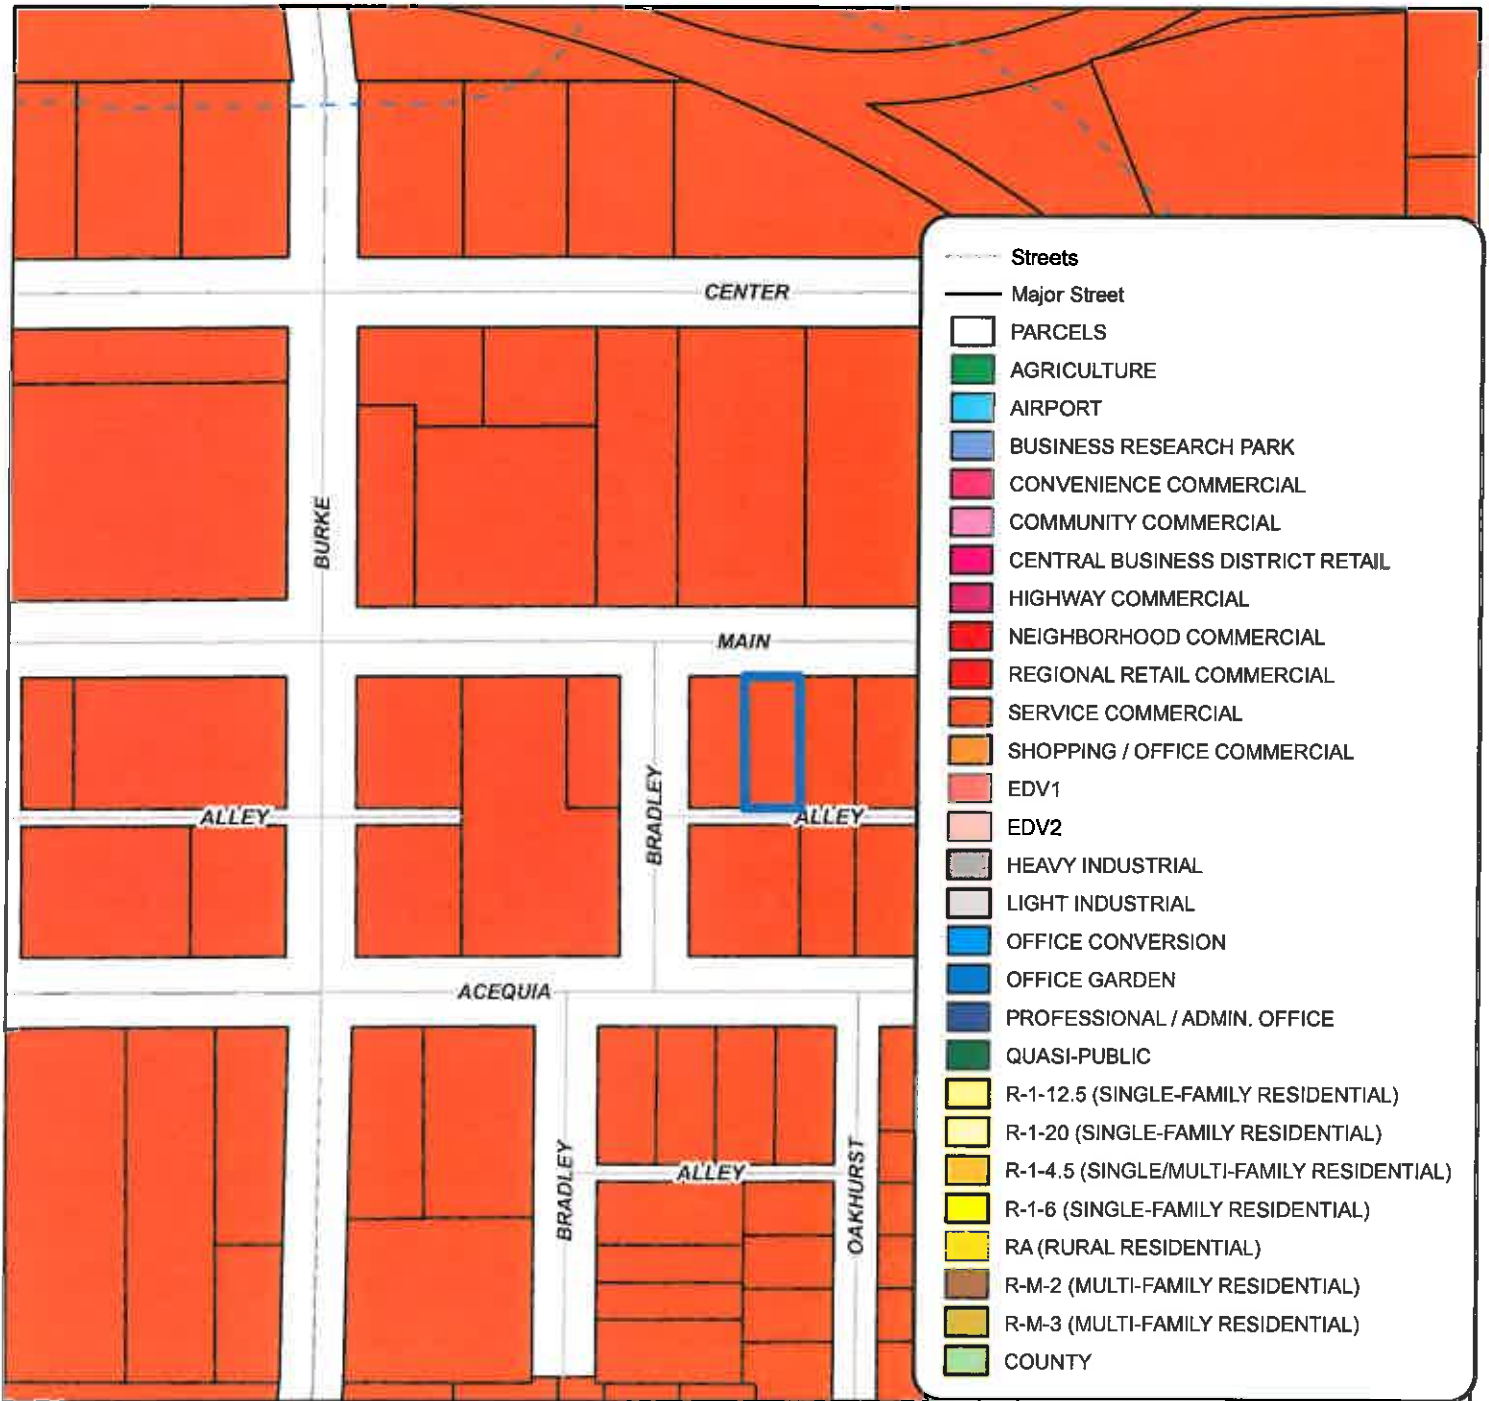 CENTER
BURKE
MAIN
ALLEY
BRADLEY
ALLEY
ACEQUIA
BRADLEY
ALLEY
OAKHURST
Streets
Major Street
PARCELS
AGRICULTURE
AIRPORT
BUSINESS RESEARCH PARK
CONVENIENCE COMMERCIAL
COMMUNITY COMMERCIAL
CENTRAL BUSINESS DISTRICT RETAIL
HIGHWAY COMMERCIAL
NEIGHBORHOOD COMMERCIAL
REGIONAL RETAIL COMMERCIAL
SERVICE COMMERCIAL
SHOPPING / OFFICE COMMERCIAL
EDV1
EDV2
HEAVY INDUSTRIAL
LIGHT INDUSTRIAL
OFFICE CONVERSION
OFFICE GARDEN
PROFESSIONAL / ADMIN. OFFICE
QUASI-PUBLIC
R-1-12.5 (SINGLE-FAMILY RESIDENTIAL)
R-1-20 (SINGLE-FAMILY RESIDENTIAL)
R-1-4.5 (SINGLE/MULTI-FAMILY RESIDENTIAL)
R-1-6 (SINGLE-FAMILY RESIDENTIAL)
RA (RURAL RESIDENTIAL)
R-M-2 (MULTI-FAMILY RESIDENTIAL)
R-M-3 (MULTI-FAMILY RESIDENTIAL)
COUNTY